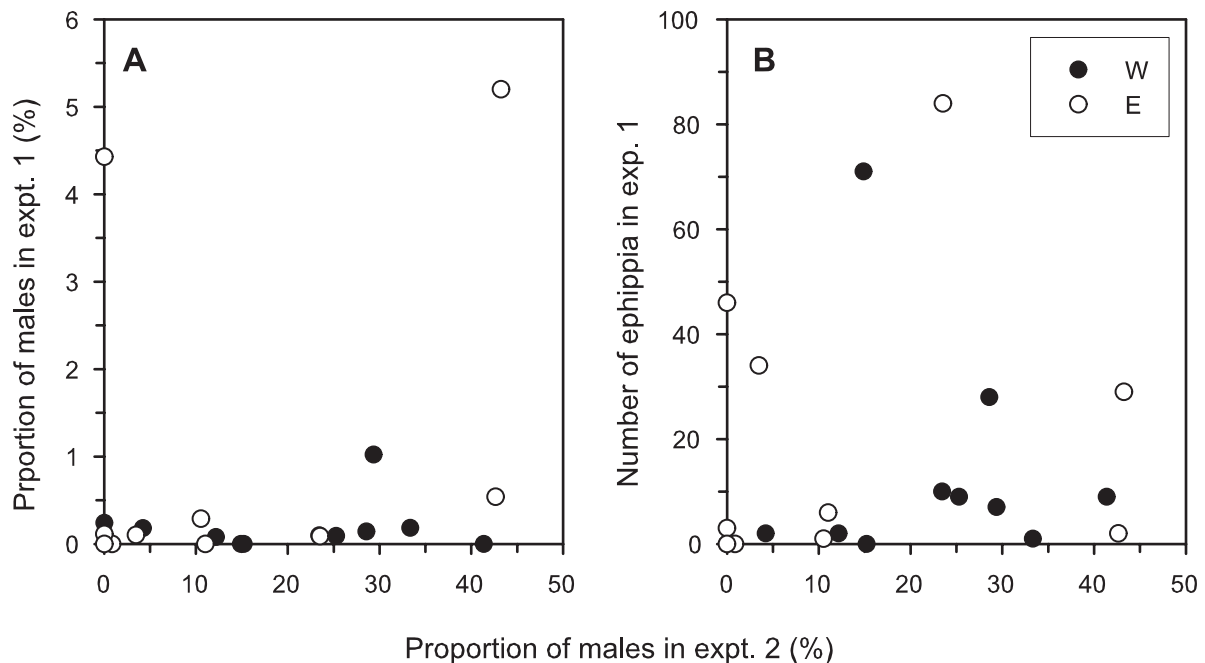 A
Prportion of males in expt. 1 (%)
6
5
4
3
2
1
0
0 10 20 30 40 50
B
W
E
Number of ephippia in exp. 1
100
80
60
40
20
0
0 10 20 30 40 50
Proportion of males in expt. 2 (%)